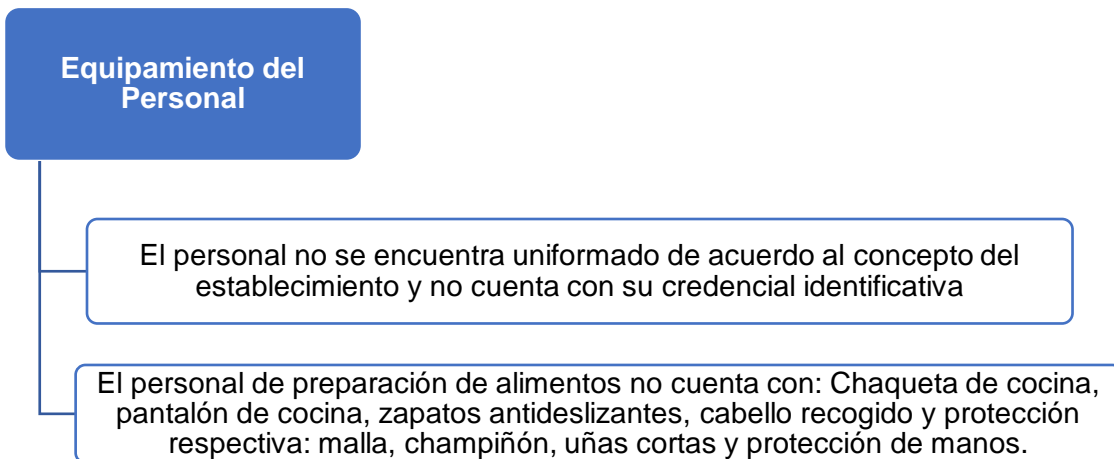 Equipamiento del
Personal
El personal no se encuentra uniformado de acuerdo al concepto del
establecimiento y no cuenta con su credencial identificativa
El personal de preparación de alimentos no cuenta con: Chaqueta de cocina,
pantalón de cocina, zapatos antideslizantes, cabello recogido y protección
respectiva: malla, champiñón, uñas cortas y protección de manos.